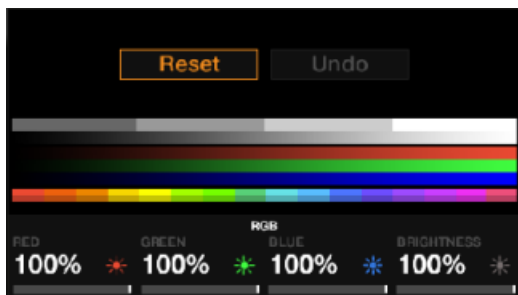 Reset Undo
RGB
RED GREEN BLUE BRIGHTNESS
100% 100% 100% 100%